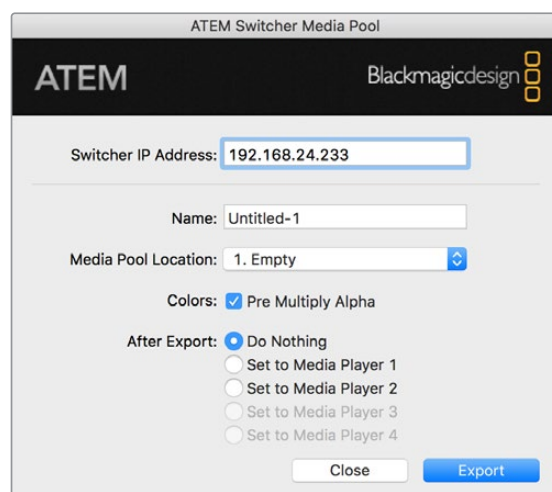 ATEM Switcher Media Pool
ATEM
Blackmagicdesign
Switcher IP Address: 192.168.24.233
Name: Untitled-1
Media Pool Location: 1. Empty
Colors: Pre Multiply Alpha
After Export: Do Nothing
Set to Media Player 1
Set to Media Player 2
Set to Media Player 3
Set to Media Player 4
Close Export